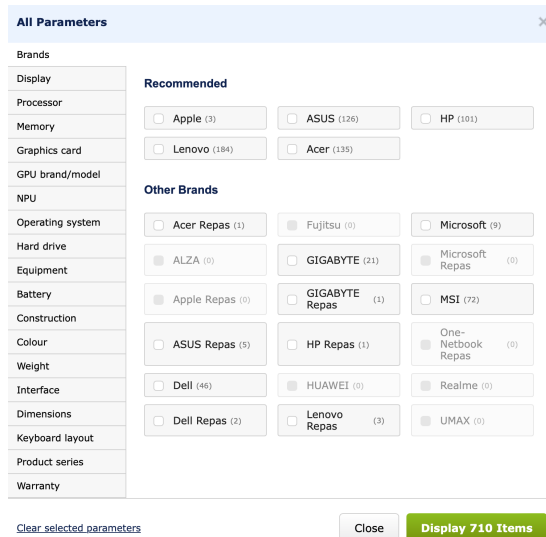 All Parameters
Brands
Display
Processor
Memory
Graphics card
GPU brand/model
NPU
Operating system
Hard drive
Equipment
Battery
Construction
Colour
Weight
Interface
Dimensions
Keyboard layout
Product series
Warranty
Recommended
Apple (3)
ASUS (126)
HP (101)
Lenovo (184)
Acer (135)
Other Brands
Acer Repas (1)
Fujitsu (0)
Microsoft (9)
ALZA (0)
GIGABYTE (21)
Microsoft
Repas (0)
Apple Repas (0)
GIGABYTE
Repas (1)
MSI (72)
ASUS Repas (5)
HP Repas (1)
One-
Netbook (0)
Repas
Dell (46)
HUAWEI (0)
Realme (0)
Dell Repas (2)
Lenovo
Repas (3)
UMAX (0)
Clear selected parameters
Close
Display 710 Items